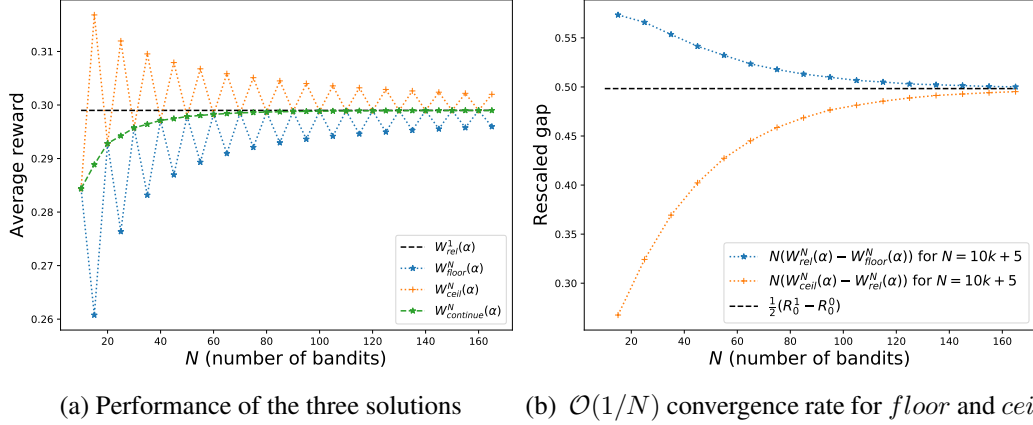 Average reward
0.31
0.30
0.29
0.28
0.27
0.26
20 40 60 80 100 120 140 160
N (number of bandits)
W¹_rel(α)
W^N_floor(α)
W^N_ceil(α)
W^N_continue(α)
(a) Performance of the three solutions
Rescaled gap
0.55
0.50
0.45
0.40
0.35
0.30
20 40 60 80 100 120 140 160
N (number of bandits)
N(W^N_rel(α) − W^N_floor(α)) for N = 10k + 5
N(W^N_ceil(α) − W^N_rel(α)) for N = 10k + 5
½(R¹₀ − R⁰₀)
(b) O(1/N) convergence rate for floor and cei